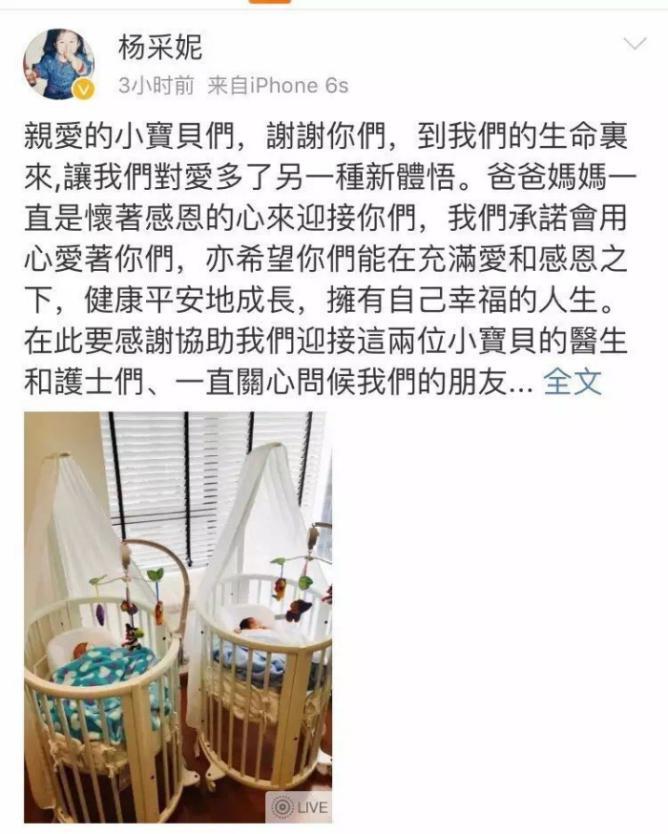 杨采妮
3小时前 来自iPhone 6s
親愛的小寶貝們，謝謝你們，到我們的生命裏
來,讓我們對愛多了另一種新體悟。爸爸媽媽一
直是懷著感恩的心來迎接你們，我們承諾會用
心愛著你們，亦希望你們能在充滿愛和感恩之
下，健康平安地成長，擁有自己幸福的人生。
在此要感謝協助我們迎接這兩位小寶貝的醫生
和護士們、一直關心問候我們的朋友... 全文
LIVE